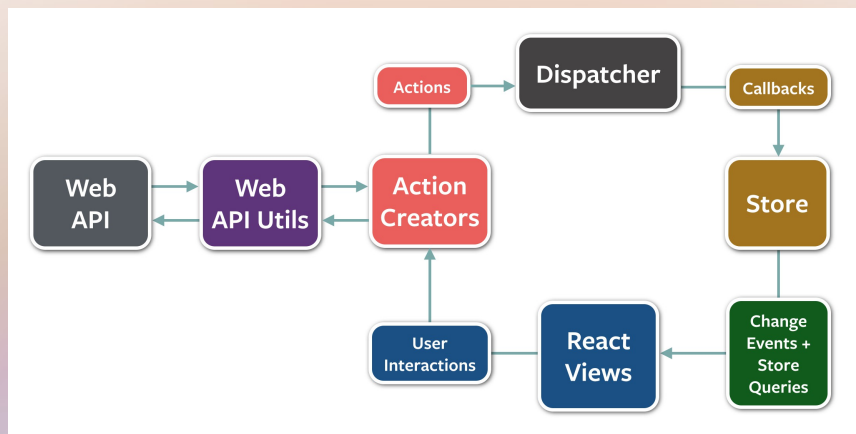 Dispatcher
Actions
Callbacks
Web
API
Web
API Utils
Action
Creators
Store
User
Interactions
React
Views
Change
Events +
Store
Queries